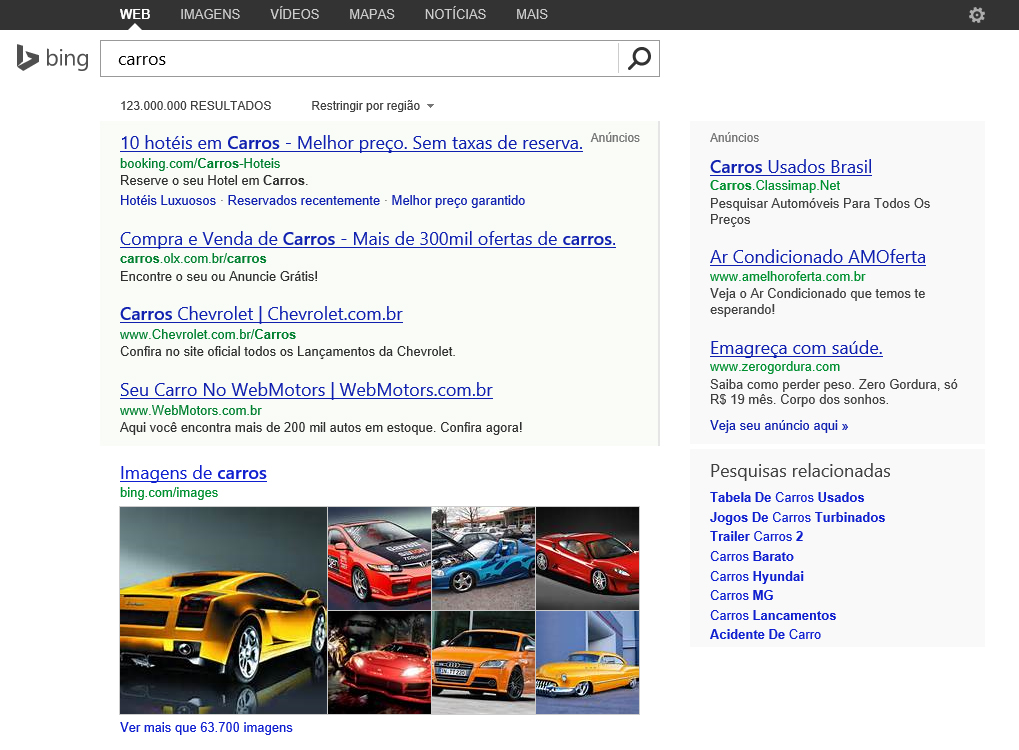 WEB IMAGENS VÍDEOS MAPAS NOTÍCIAS MAIS
bing
carros
123.000.000 RESULTADOS Restringir por região
Anúncios
10 hotéis em Carros - Melhor preço. Sem taxas de reserva.
booking.com/Carros-Hoteis
Reserve o seu Hotel em Carros.
Hotéis Luxuosos · Reservados recentemente · Melhor preço garantido
Compra e Venda de Carros - Mais de 300mil ofertas de carros.
carros.olx.com.br/carros
Encontre o seu ou Anuncie Grátis!
Carros Chevrolet | Chevrolet.com.br
www.Chevrolet.com.br/Carros
Confira no site oficial todos os Lançamentos da Chevrolet.
Seu Carro No WebMotors | WebMotors.com.br
www.WebMotors.com.br
Aqui você encontra mais de 200 mil autos em estoque. Confira agora!
Imagens de carros
bing.com/images
Ver mais que 63.700 imagens
Anúncios
Carros Usados Brasil
Carros.Classimap.Net
Pesquisar Automóveis Para Todos Os
Preços
Ar Condicionado AMOferta
www.amelhoroferta.com.br
Veja o Ar Condicionado que temos te
esperando!
Emagreça com saúde.
www.zerogordura.com
Saiba como perder peso. Zero Gordura, só
R$ 19 mês. Corpo dos sonhos.
Veja seu anúncio aqui »
Pesquisas relacionadas
Tabela De Carros Usados
Jogos De Carros Turbinados
Trailer Carros 2
Carros Barato
Carros Hyundai
Carros MG
Carros Lancamentos
Acidente De Carro